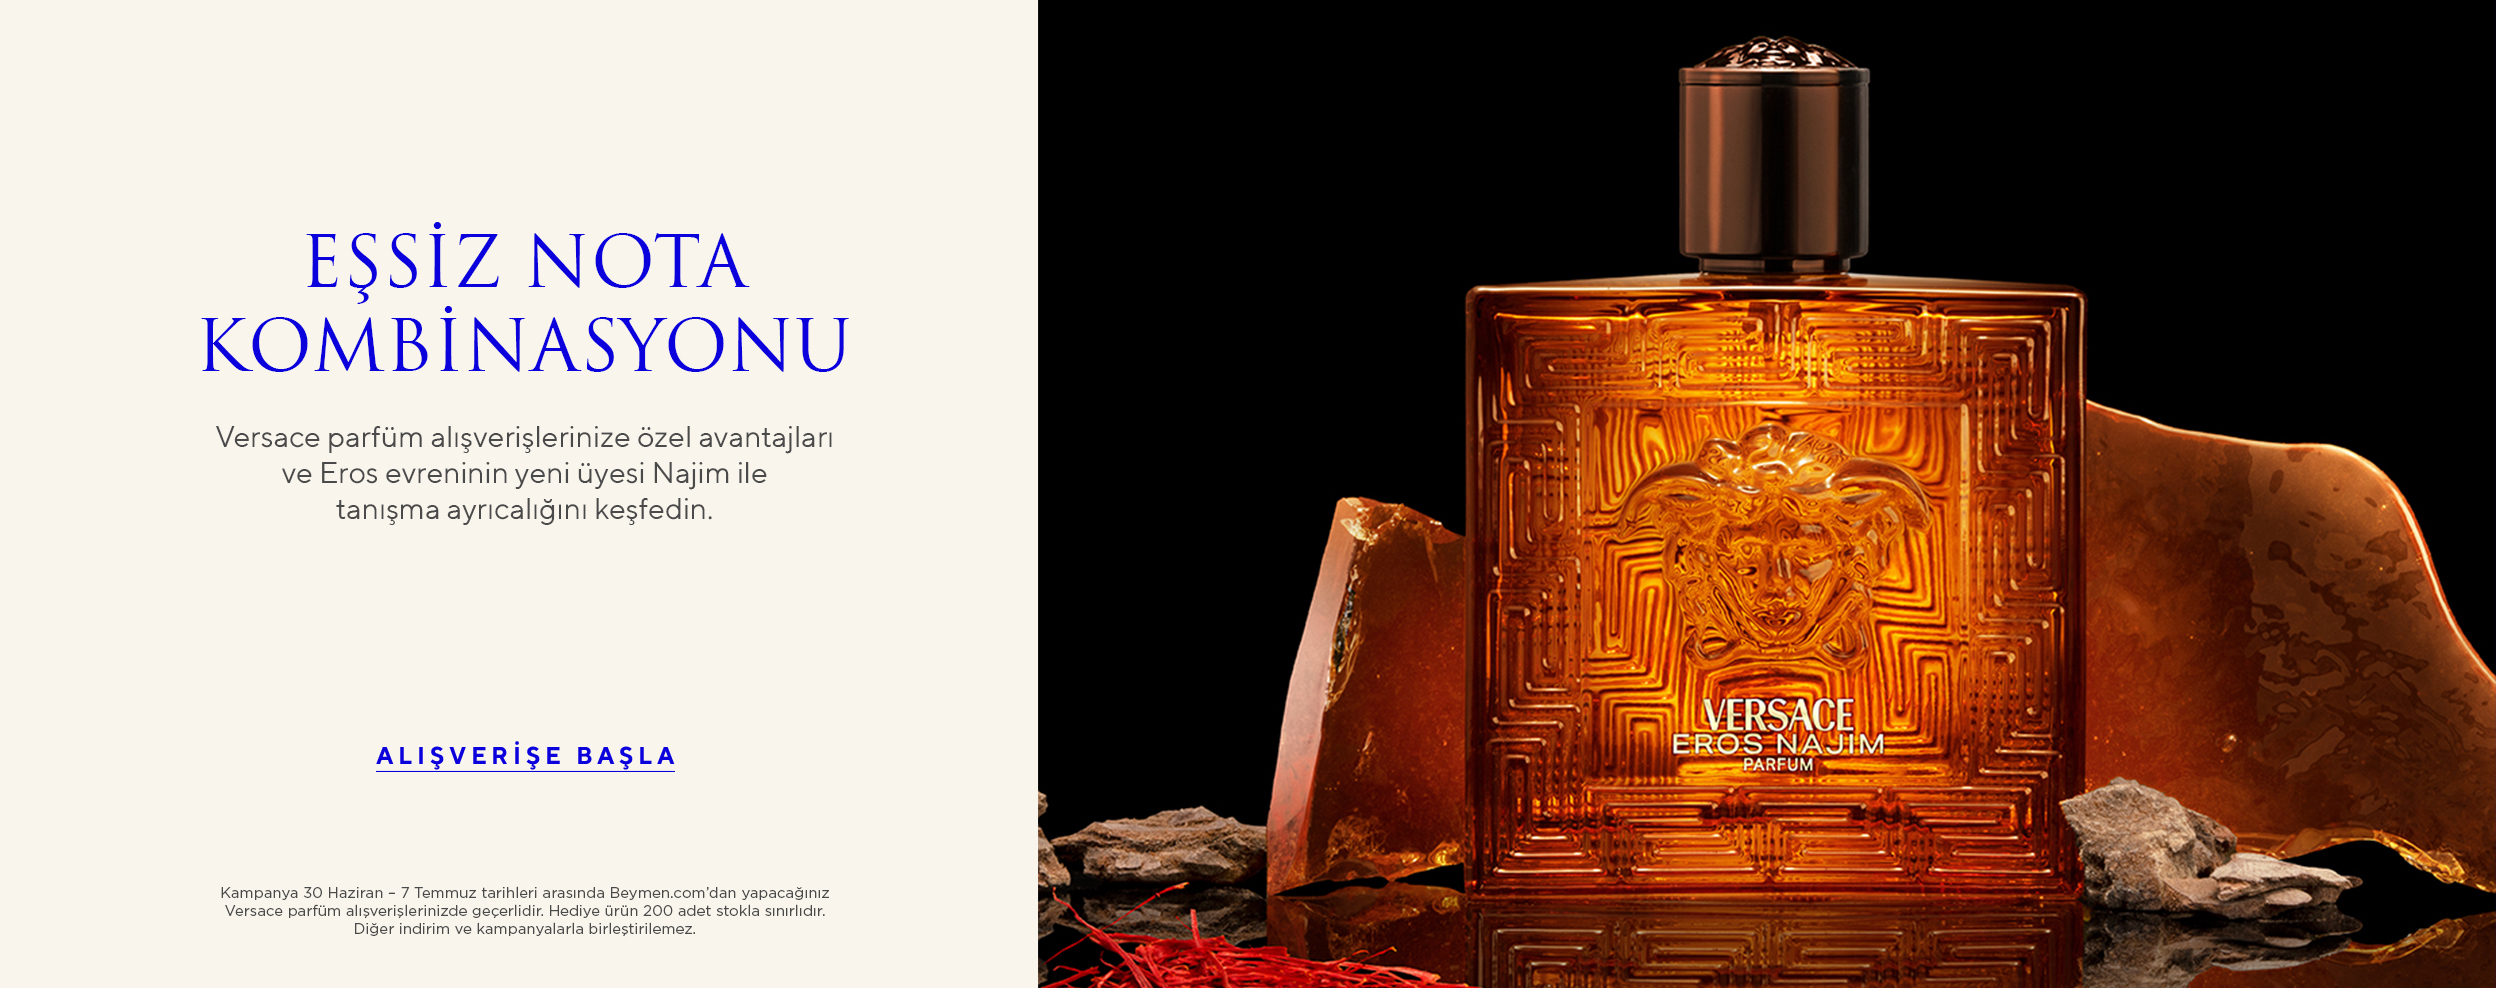 EŞSİZ NOTA
KOMBİNASYONU
Versace parfüm alışverişlerinize özel avantajları
ve Eros evreninin yeni üyesi Najim ile
tanışma ayrıcalığını keşfedin.
ALIŞVERİŞE BAŞLA
Kampanya 30 Haziran – 7 Temmuz tarihleri arasında Beymen.com’dan yapacağınız
Versace parfüm alışverişlerinizde geçerlidir. Hediye ürün 200 adet stokla sınırlıdır.
Diğer indirim ve kampanyalarla birleştirilemez.
VERSACE
EROS NAJIM
PARFUM